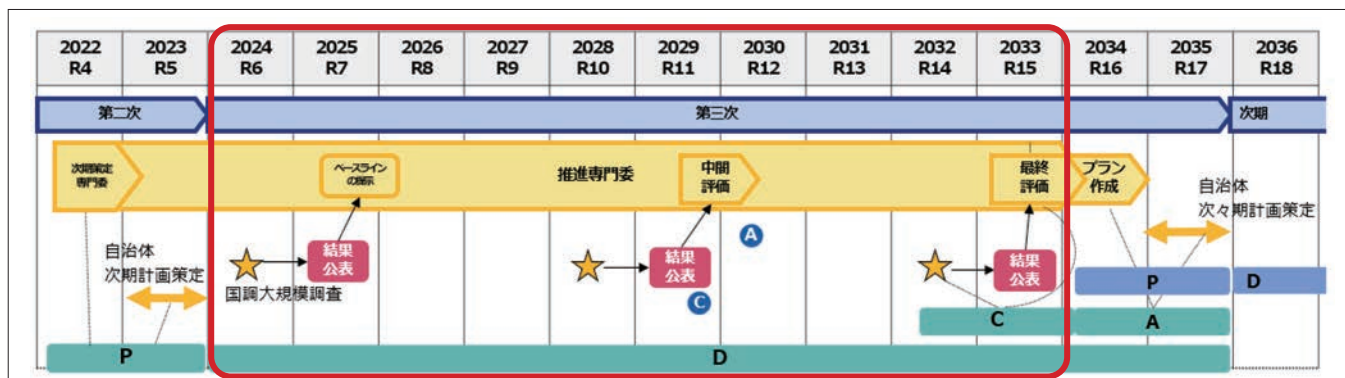 2022 2023 2024 2025 2026 2027 2028 2029 2030 2031 2032 2033 2034 2035 2036
R4 R5 R6 R7 R8 R9 R10 R11 R12 R13 R14 R15 R16 R17 R18
第二次 第三次 次期
次期策定
専門委
ベースライン
の提示
推進専門委
中間
評価
最終
評価
プラン
作成
自治体
次々期計画策定
自治体
次期計画策定
結果
公表
結果
公表
結果
公表
国調大規模調査
A
C
P D
C A
P D